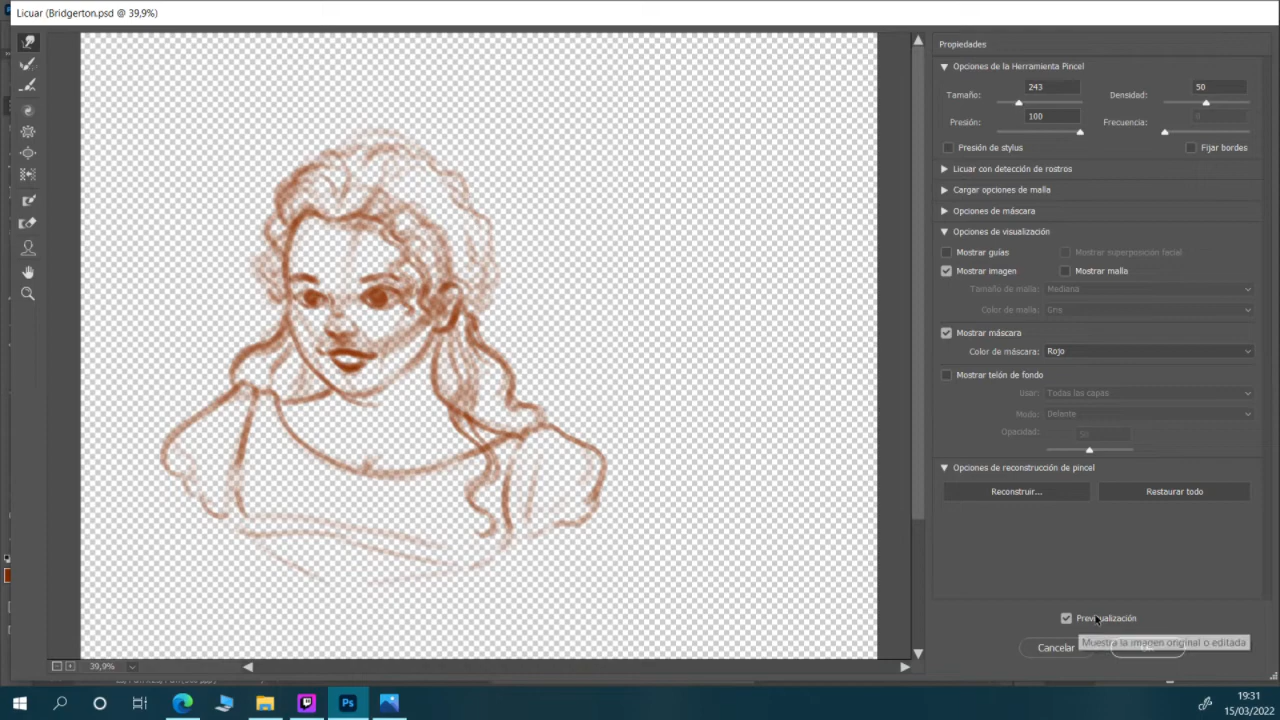 Licuar (Bridgerton.psd @ 39,9%)
Propiedades
Opciones de la Herramienta Pincel
Tamaño: 243
Densidad: 50
Presión: 100
Frecuencia: 0
Presión de stylus
Fijar bordes
Licuar con detección de rostros
Cargar opciones de malla
Opciones de máscara
Opciones de visualización
Mostrar guías
Mostrar superposición facial
Mostrar imagen
Mostrar malla
Tamaño de malla: Mediana
Color de malla: Gris
Mostrar máscara
Color de máscara: Rojo
Mostrar telón de fondo
Usar: Todas las capas
Modo: Delante
Opacidad: 50
Opciones de reconstrucción de pincel
Reconstruir...
Restaurar todo
Previsualización
Muestra la imagen original o editada
Cancelar
39,9%
Ps
19:31
15/03/2022